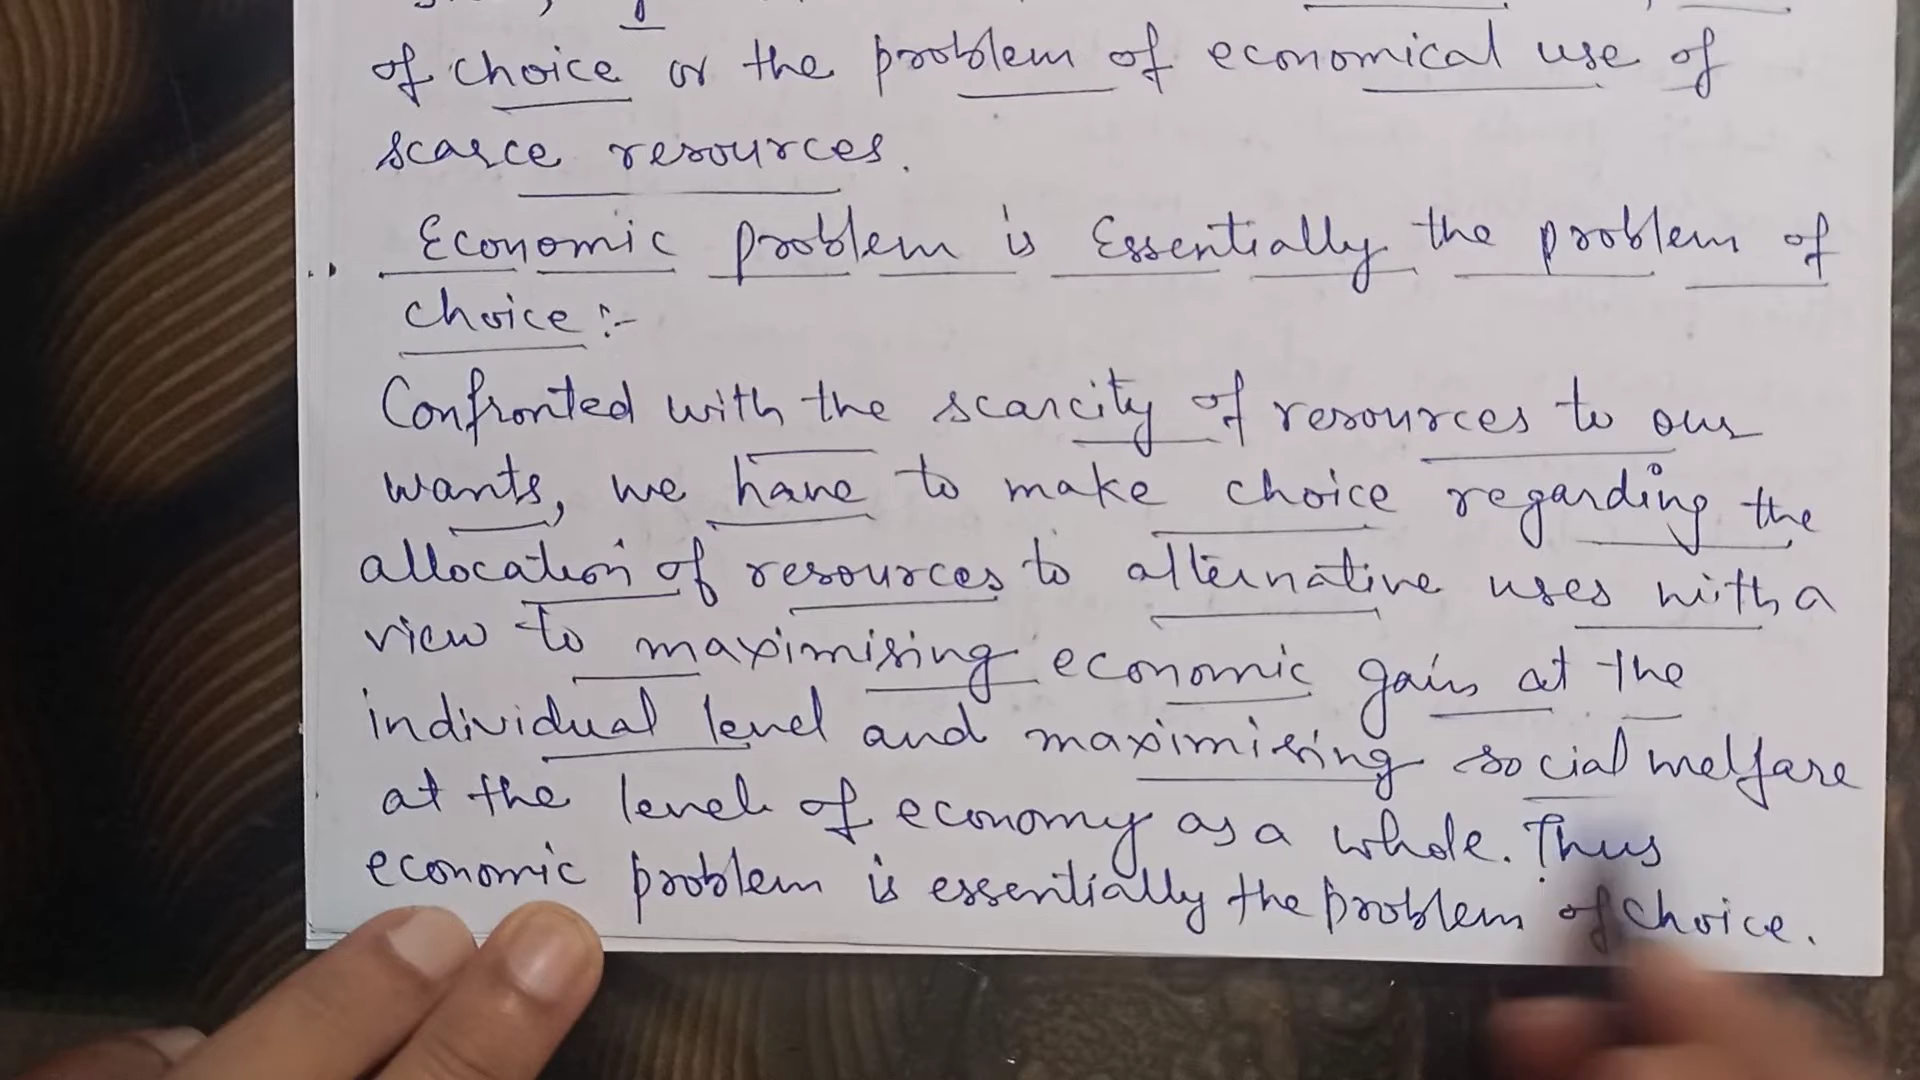 of choice or the problem of economical use of
scarce resources.
Economic problem is Essentially the problem of
choice :-
Confronted with the scarcity of resources to our
wants, we have to make choice regarding the
allocation of resources to alternative uses with a
view to maximising economic gain at the
individual level and maximising social welfare
at the level of economy as a whole. Thus
economic problem is essentially the problem of choice.